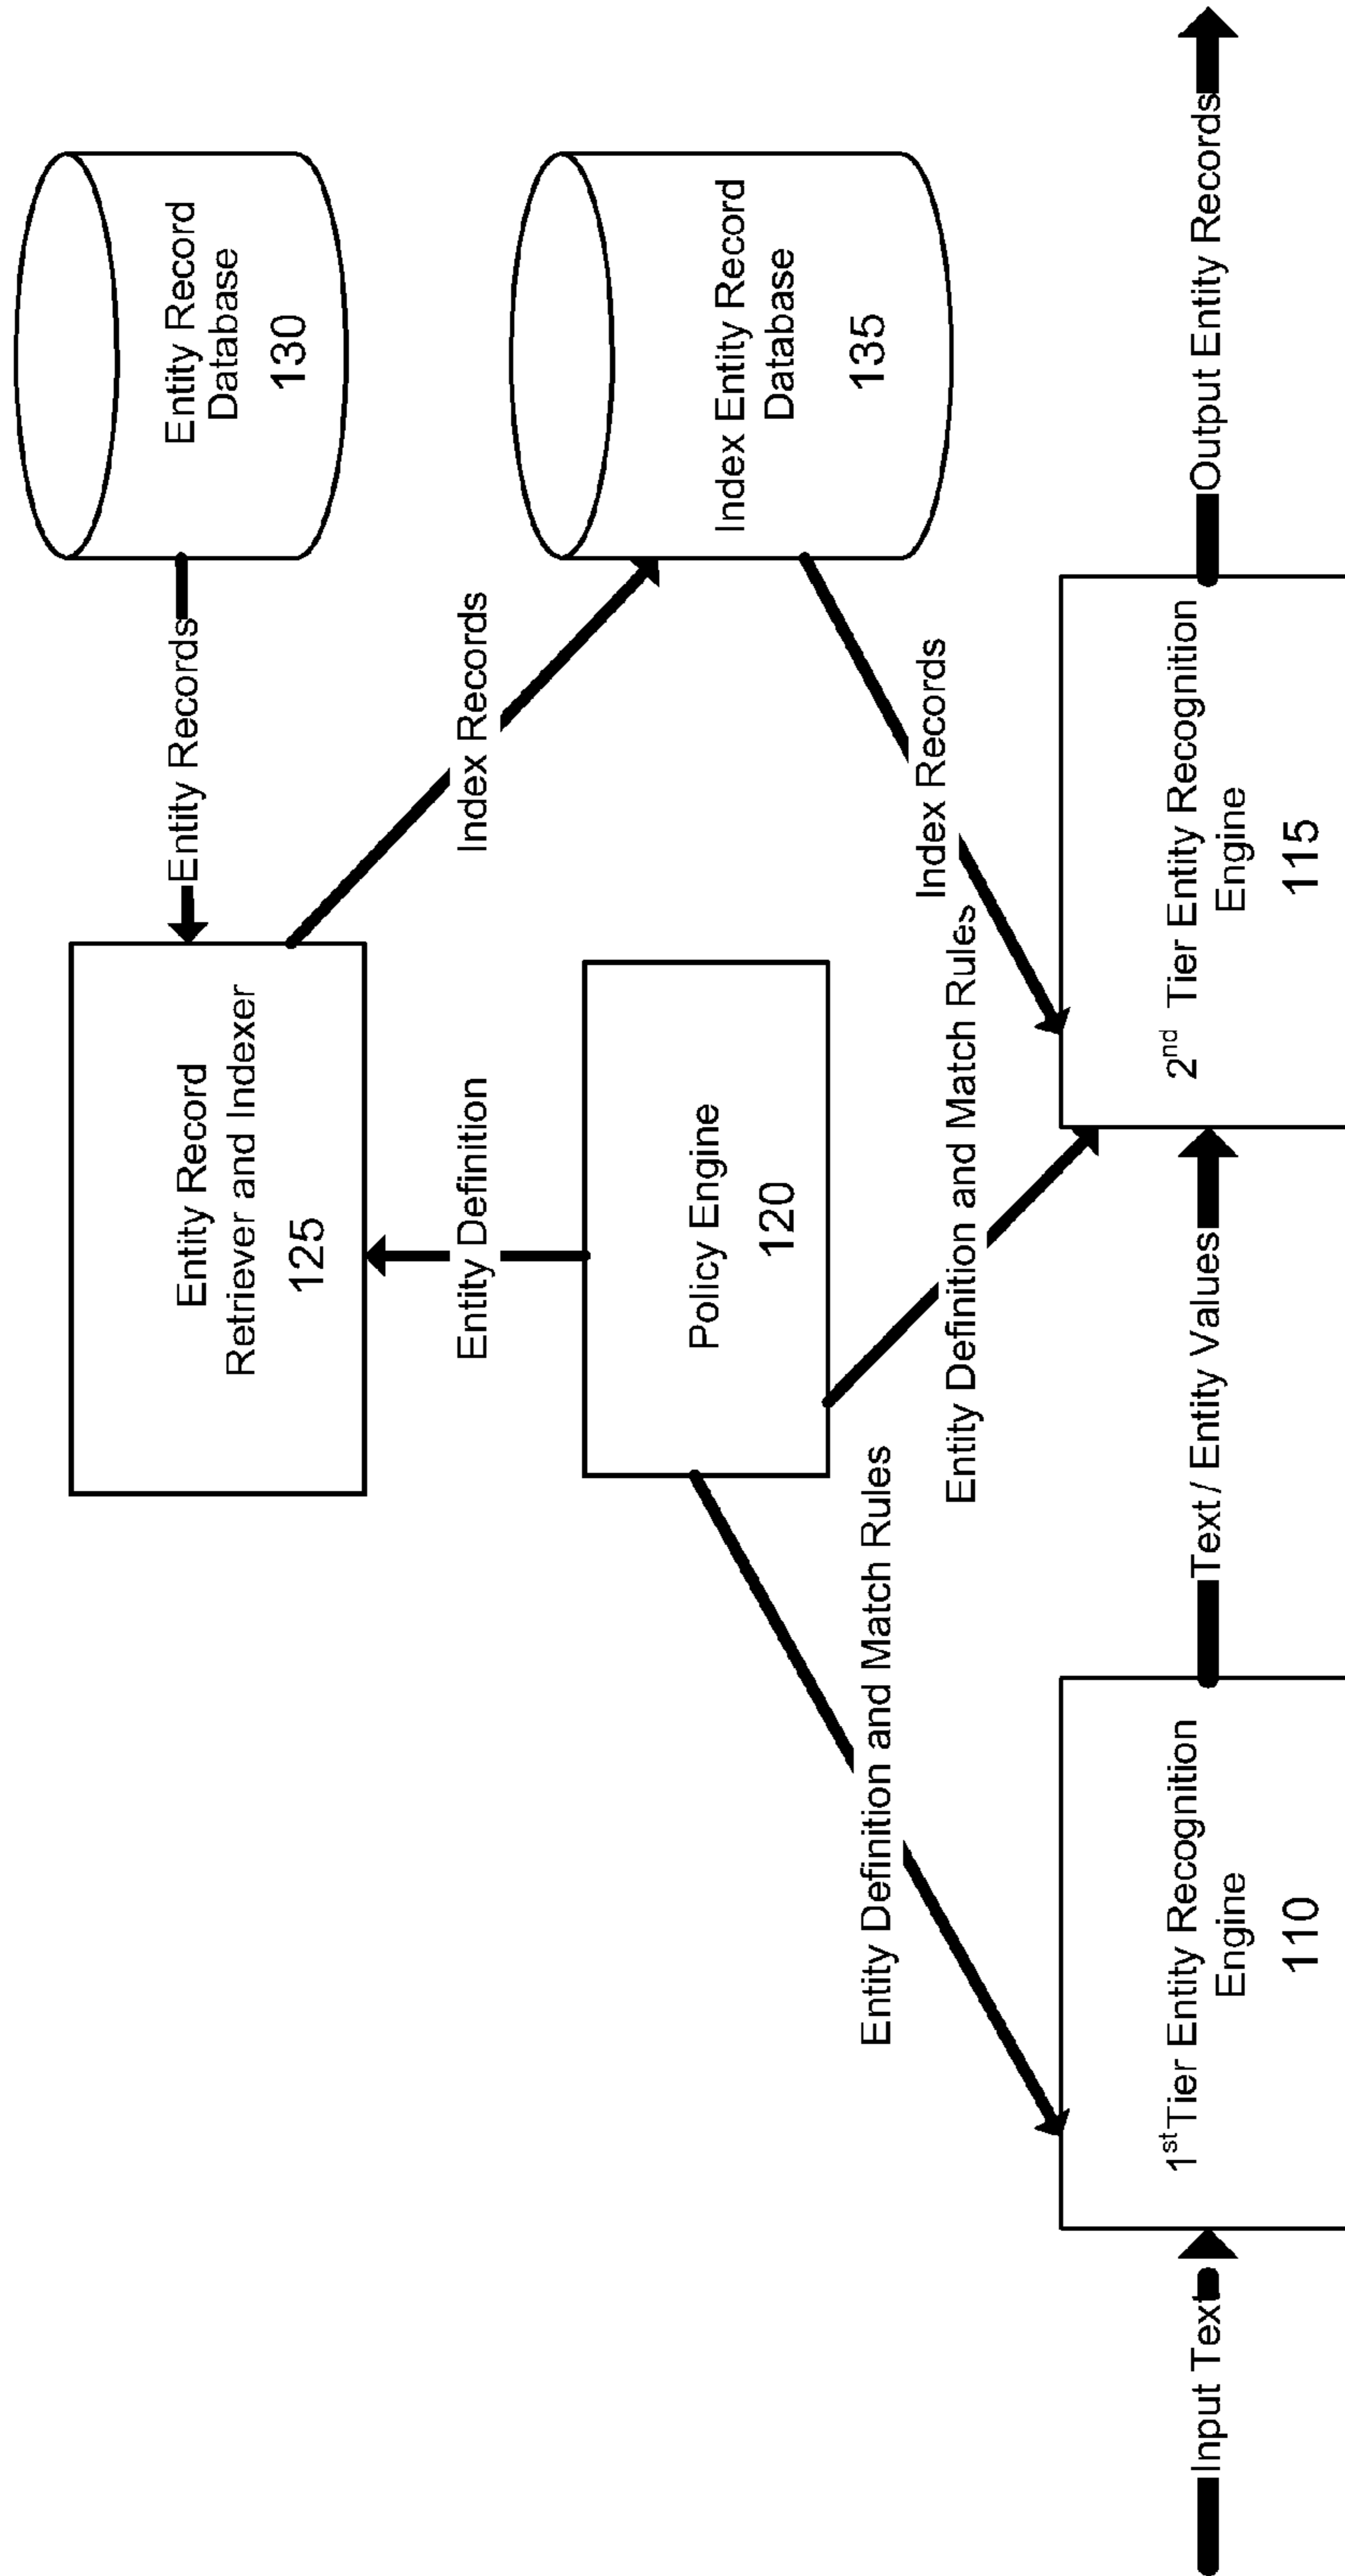 Entity Record
Retriever and Indexer
125
Entity Records
Entity Record
Database
130
Entity Definition
Index Records
Policy Engine
120
Index Entity Record
Database
135
Entity Definition and Match Rules
Entity Definition and Match Rules
Index Records
Input Text
1st Tier Entity Recognition
Engine
110
Text / Entity Values
2nd Tier Entity Recognition
Engine
115
Output Entity Records